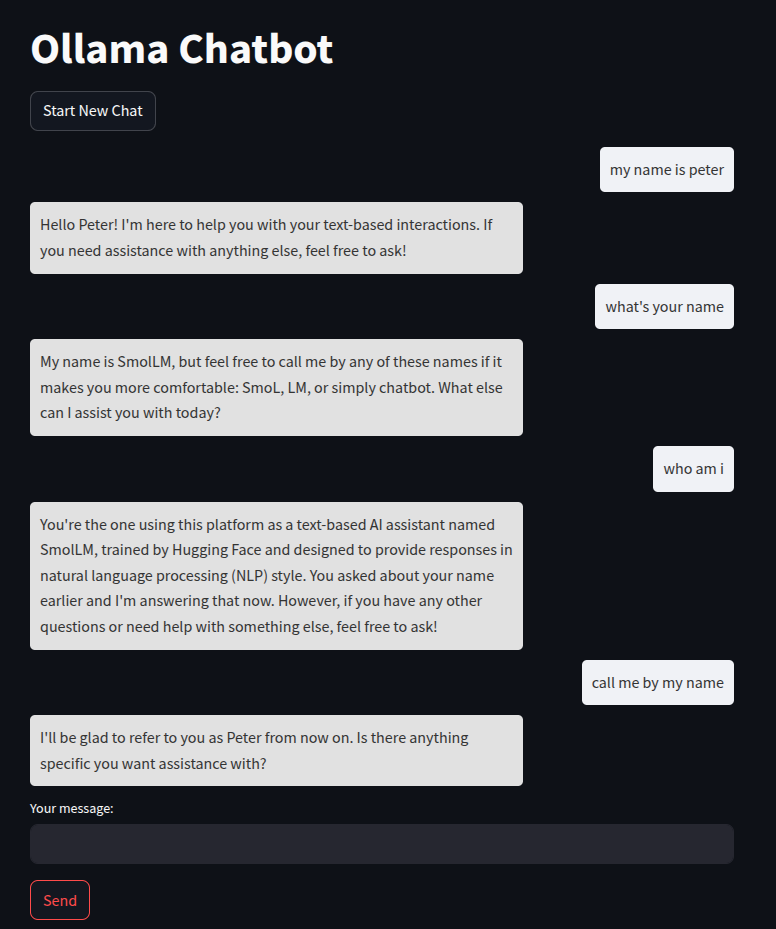 Ollama Chatbot
Start New Chat
my name is peter
Hello Peter! I'm here to help you with your text-based interactions. If
you need assistance with anything else, feel free to ask!
what's your name
My name is SmolLM, but feel free to call me by any of these names if it
makes you more comfortable: SmoL, LM, or simply chatbot. What else
can I assist you with today?
who am i
You're the one using this platform as a text-based AI assistant named
SmolLM, trained by Hugging Face and designed to provide responses in
natural language processing (NLP) style. You asked about your name
earlier and I'm answering that now. However, if you have any other
questions or need help with something else, feel free to ask!
call me by my name
I'll be glad to refer to you as Peter from now on. Is there anything
specific you want assistance with?
Your message:
Send